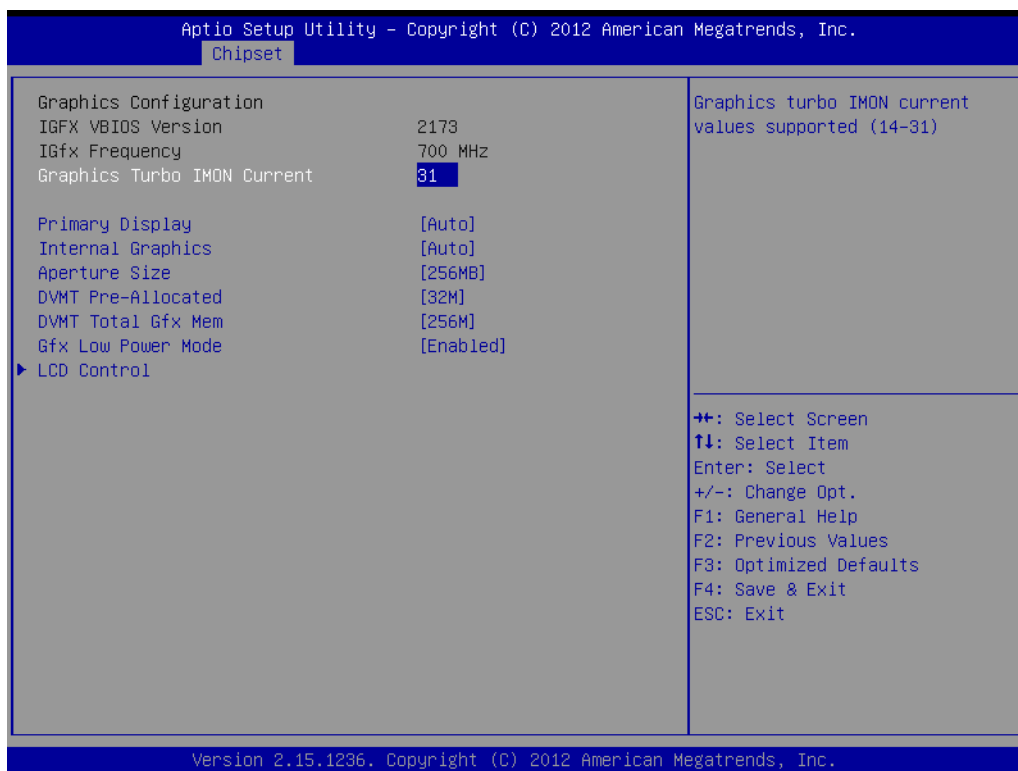 Aptio Setup Utility – Copyright (C) 2012 American Megatrends, Inc.
Chipset
Graphics Configuration
IGFX VBIOS Version 2173
IGfx Frequency 700 MHz
Graphics Turbo IMON Current 31
Primary Display [Auto]
Internal Graphics [Auto]
Aperture Size [256MB]
DVMT Pre-Allocated [32M]
DVMT Total Gfx Mem [256M]
Gfx Low Power Mode [Enabled]
LCD Control
Graphics turbo IMON current
values supported (14-31)
→←: Select Screen
↑↓: Select Item
Enter: Select
+/-: Change Opt.
F1: General Help
F2: Previous Values
F3: Optimized Defaults
F4: Save & Exit
ESC: Exit
Version 2.15.1236. Copyright (C) 2012 American Megatrends, Inc.